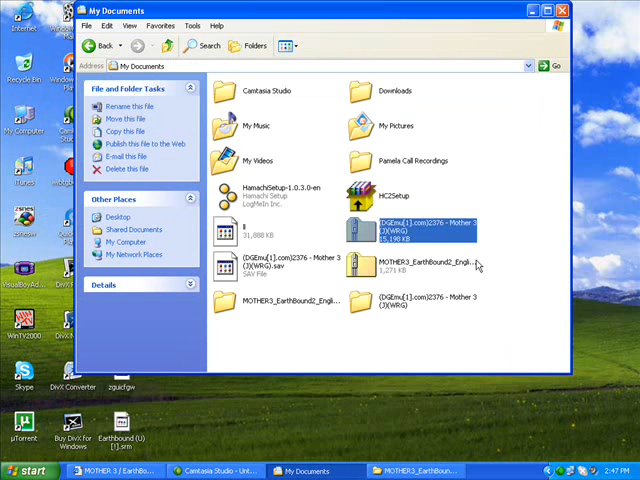 My Documents
File Edit View Favorites Tools Help
Back Search Folders
Address My Documents Go
File and Folder Tasks
Rename this file
Move this file
Copy this file
Publish this file to the Web
E-mail this file
Delete this file
Other Places
Desktop
Shared Documents
My Computer
My Network Places
Details
Camtasia Studio
Downloads
My Music
My Pictures
My Videos
Pamela Call Recordings
HamachiSetup-1.0.3.0-en
Hamachi Setup
LogMeIn Inc.
HC2Setup
31,888 KB
(DGEmu[1].com)2376 - Mother 3
(J)(WRG)
15,198 KB
(DGEmu[1].com)2376 - Mother 3
(J)(WRG).sav
SAV File
MOTHER3_EarthBound2_Engli...
1,271 KB
MOTHER3_EarthBound2_Engli...
(DGEmu[1].com)2376 - Mother 3
(J)(WRG)
Internet
Recycle Bin
My Computer
iTunes
zsnesw
VisualBoyAd...
WinTV2000
Skype
DivX Converter
zguicfgw
µTorrent
Buy DivX for
Windows
Earthbound (U)
[!].srm
start
MOTHER 3 / EarthBo...
Camtasia Studio - Unt...
My Documents
MOTHER3_EarthBoun...
2:47 PM